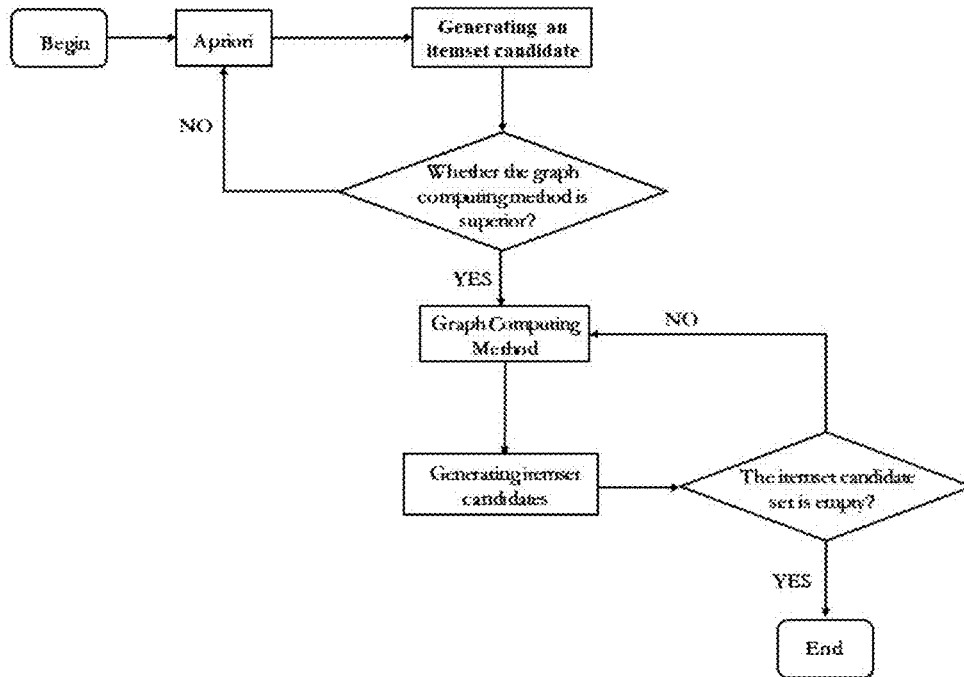 Begin
Apriori
Generating an
itemset candidate
NO
Whether the graph
computing method is
superior?
YES
Graph Computing
Method
NO
Generating itemset
candidates
The itemset candidate
set is empty?
YES
End